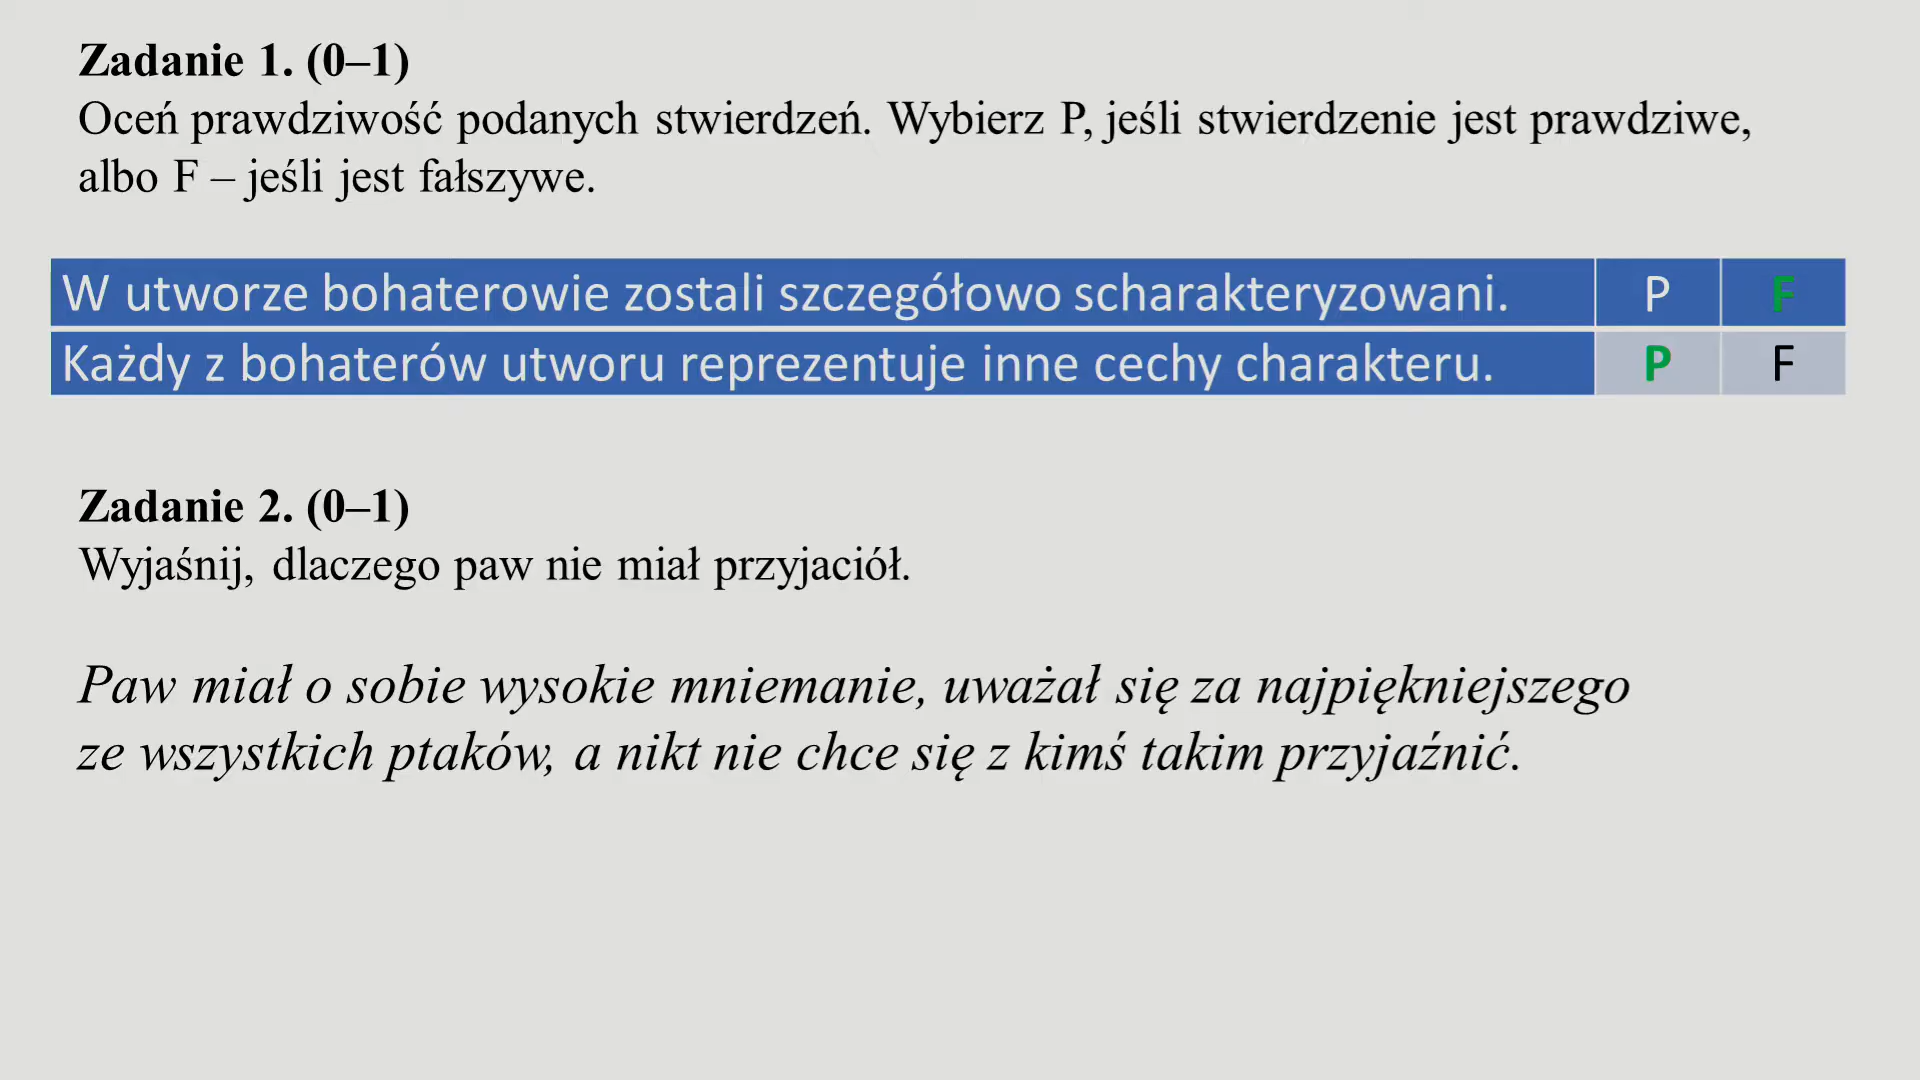 Zadanie 1. (0–1)
Oceń prawdziwość podanych stwierdzeń. Wybierz P, jeśli stwierdzenie jest prawdziwe,
albo F – jeśli jest fałszywe.
W utworze bohaterowie zostali szczegółowo scharakteryzowani. P F
Każdy z bohaterów utworu reprezentuje inne cechy charakteru. P F
Zadanie 2. (0–1)
Wyjaśnij, dlaczego paw nie miał przyjaciół.
Paw miał o sobie wysokie mniemanie, uważał się za najpiękniejszego
ze wszystkich ptaków, a nikt nie chce się z kimś takim przyjaźnić.